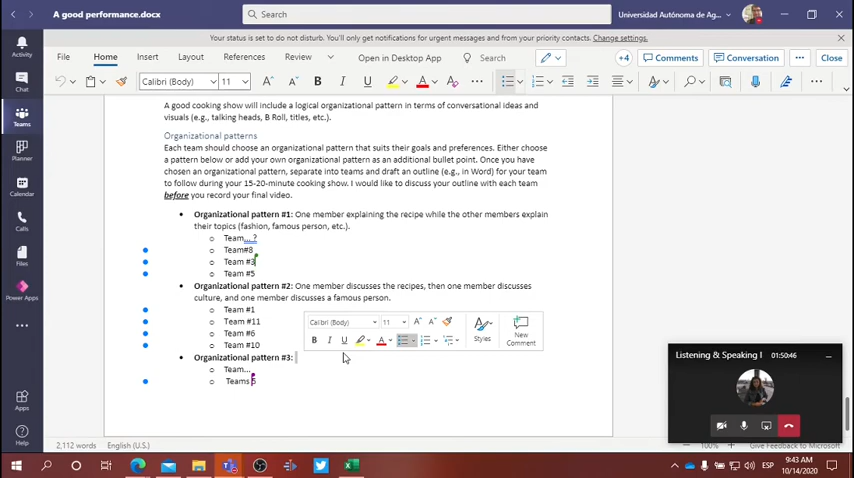 A good performance.docx
Search
Universidad Autónoma de Ag...
Your status is set to do not disturb. You'll only get notifications for urgent messages and from your priority contacts. Change settings.
File Home Insert Layout References Review Open in Desktop App Search +4 Comments Conversation Close
Calibri (Body) 11 A A B I U A
A good cooking show will include a logical organizational pattern in terms of conversational ideas and
visuals (e.g., talking heads, B Roll, titles, etc.).
Organizational patterns
Each team should choose an organizational pattern that suits their goals and preferences. Either choose
a pattern below or add your own organizational pattern as an additional bullet point. Once you have
chosen an organizational pattern, separate into teams and draft an outline (e.g., in Word) for your team
to follow during your 15-20-minute cooking show. I would like to discuss your outline with each team
before you record your final video.
• Organizational pattern #1: One member explaining the recipe while the other members explain
their topics (fashion, famous person, etc.).
o Team... ?
o Team#8
o Team #3
o Team #5
• Organizational pattern #2: One member discusses the recipes, then one member discusses
culture, and one member discusses a famous person.
o Team #1
o Team #11
o Team #6
o Team #10
• Organizational pattern #3:
o Team...
o Teams 5
Calibri (Body) 11 A A
B I U A Styles New
Comment
Activity
Chat
Teams
Planner
Calendar
Calls
Files
Power Apps
Apps
Help
Listening & Speaking I 01:50:46
2,112 words English (U.S.) 100% Give Feedback to Microsoft
ESP
9:43 AM
10/14/2020